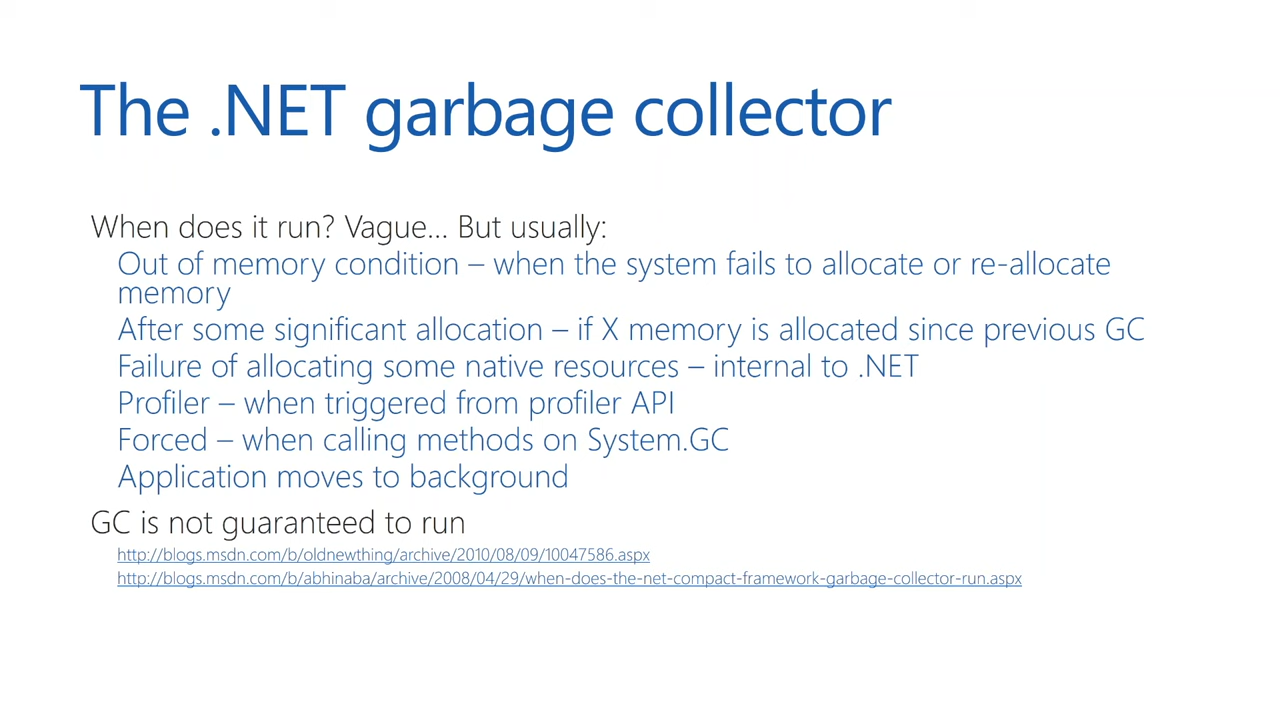 The .NET garbage collector
When does it run? Vague... But usually:
Out of memory condition – when the system fails to allocate or re-allocate
memory
After some significant allocation – if X memory is allocated since previous GC
Failure of allocating some native resources – internal to .NET
Profiler – when triggered from profiler API
Forced – when calling methods on System.GC
Application moves to background
GC is not guaranteed to run
http://blogs.msdn.com/b/oldnewthing/archive/2010/08/09/10047586.aspx
http://blogs.msdn.com/b/abhinaba/archive/2008/04/29/when-does-the-net-compact-framework-garbage-collector-run.aspx